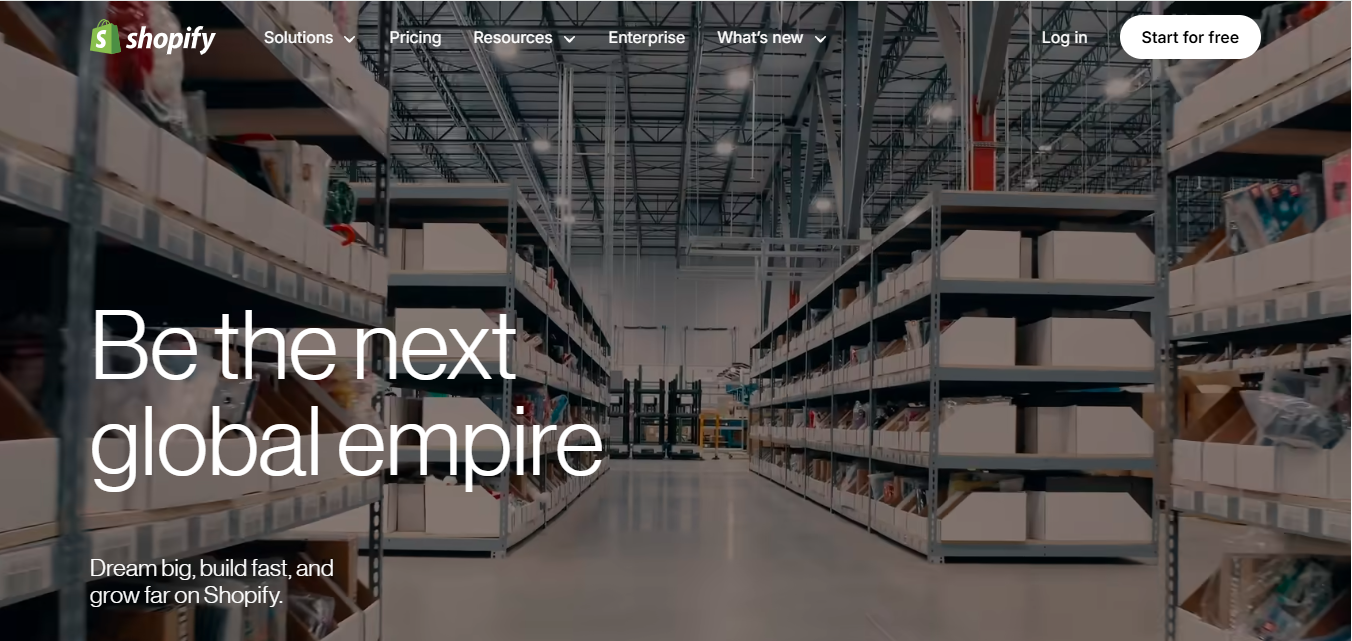 shopify
Solutions
Pricing
Resources
Enterprise
What's new
Log in
Start for free
Be the next
global empire
Dream big, build fast, and
grow far on Shopify.